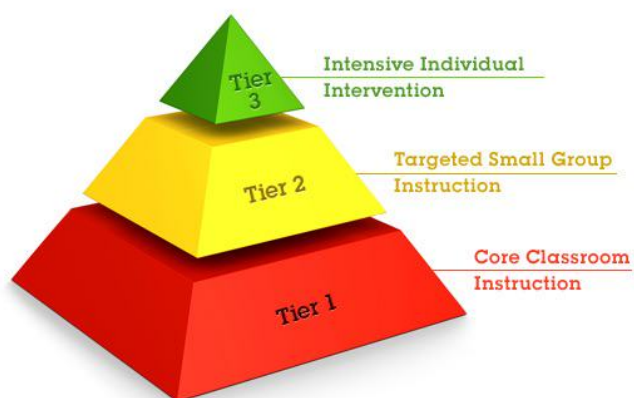 Tier
3
Intensive Individual
Intervention
Tier 2
Targeted Small Group
Instruction
Tier 1
Core Classroom
Instruction